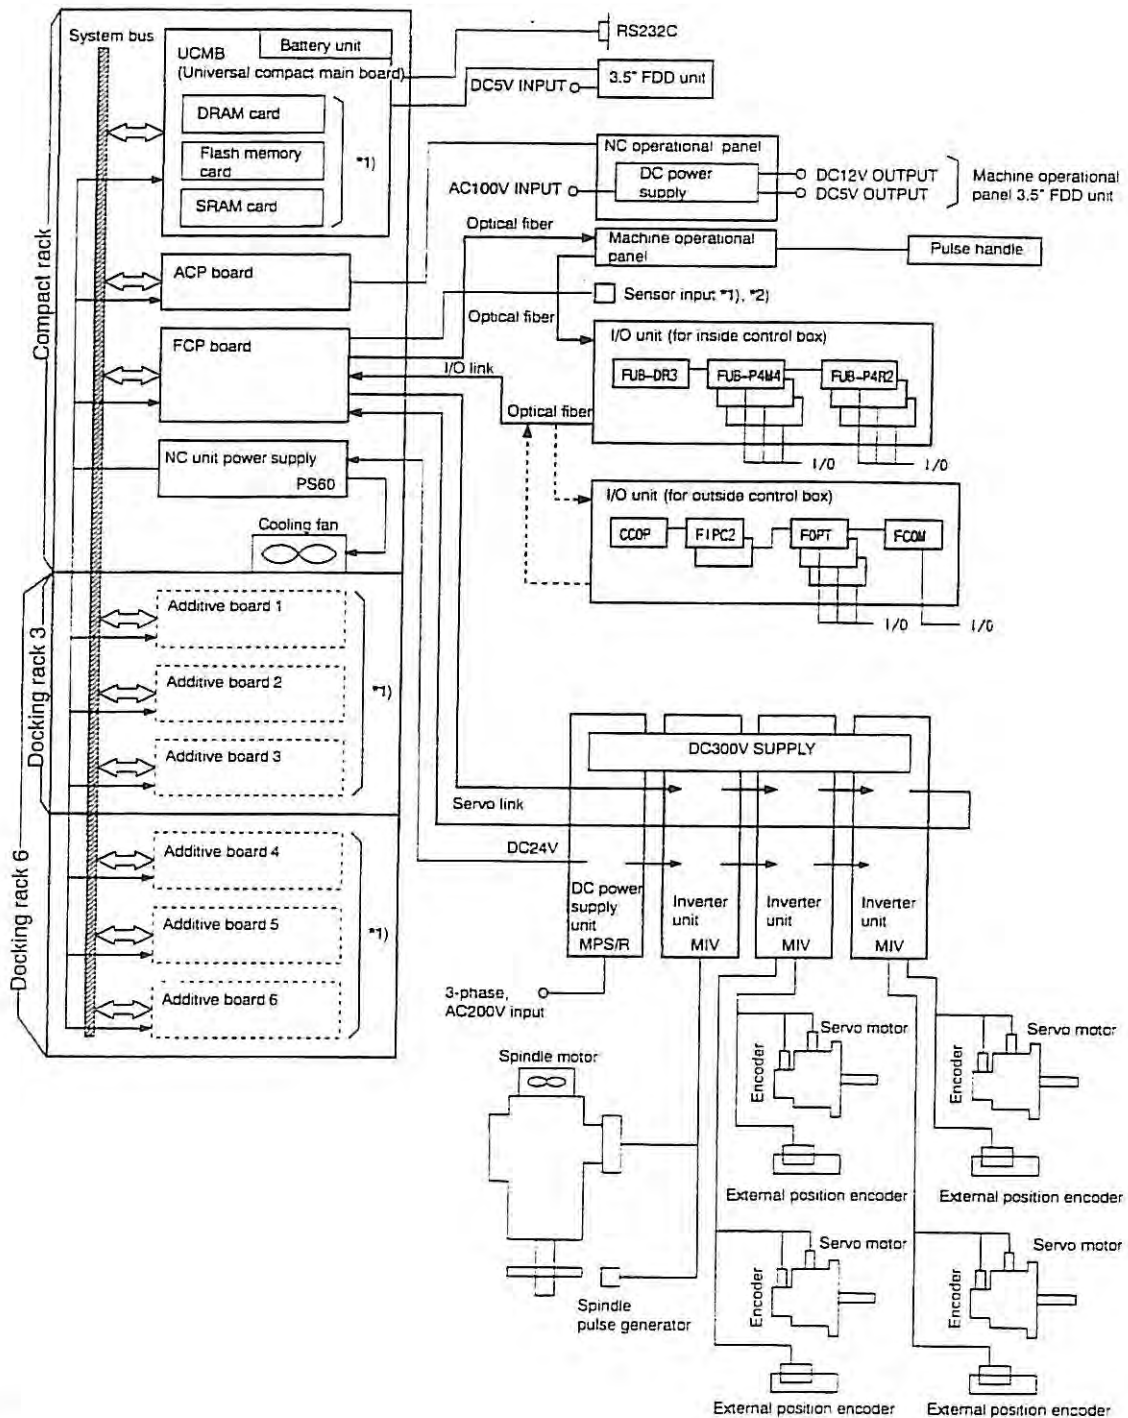 System bus
UCMB
Battery unit
(Universal compact main board)
DRAM card
Flash memory
card
SRAM card
*1)
RS232C
DC5V INPUT
3.5" FDD unit
NC operational panel
AC100V INPUT
DC power
supply
DC12V OUTPUT
DC5V OUTPUT
Machine operational
panel 3.5" FDD unit
Optical fiber
Machine operational
panel
Pulse handle
Compact rack
ACP board
Sensor input *1), *2)
Optical fiber
FCP board
I/O link
Optical fiber
I/O unit (for inside control box)
FUB-DR3
FUB-P4M4
FUB-P4R2
I/O
I/O
NC unit power supply
PS60
Cooling fan
I/O unit (for outside control box)
CCOP
FIPC2
FOPT
FCOM
I/O
I/O
Docking rack 3
Additive board 1
Additive board 2
Additive board 3
*1)
Docking rack 6
Additive board 4
Additive board 5
Additive board 6
*1)
DC300V SUPPLY
Servo link
DC24V
DC power
supply
unit
MPS/R
Inverter
unit
MIV
Inverter
unit
MIV
Inverter
unit
MIV
3-phase,
AC200V input
Spindle motor
Spindle
pulse generator
Servo motor
Encoder
External position encoder
Servo motor
Encoder
External position encoder
Servo motor
Encoder
External position encoder
Servo motor
Encoder
External position encoder